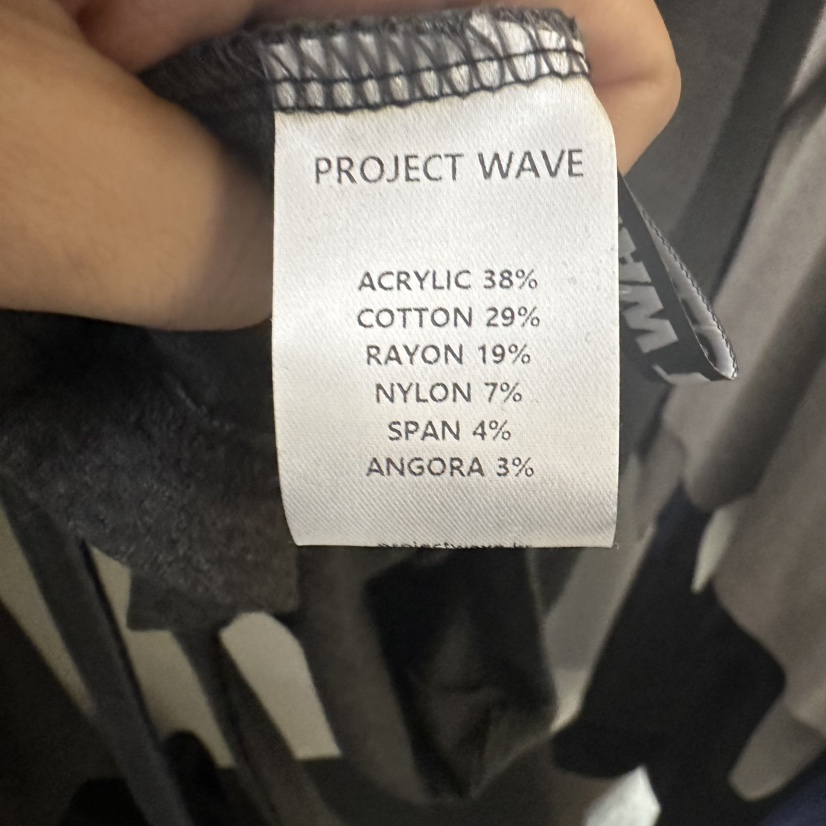 PROJECT WAVE
ACRYLIC 38%
COTTON 29%
RAYON 19%
NYLON 7%
SPAN 4%
ANGORA 3%